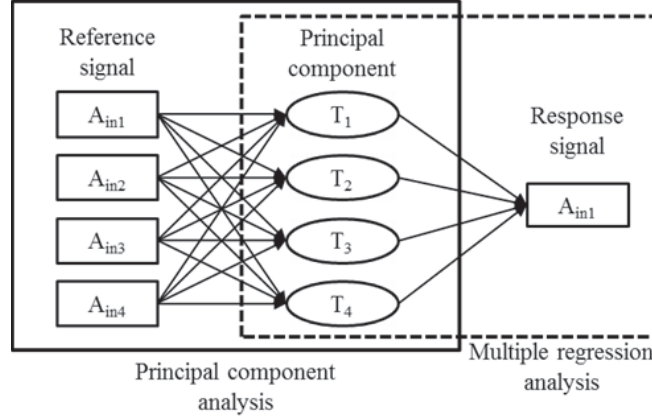 Reference
signal
A_in1
A_in2
A_in3
A_in4
Principal
component
T_1
T_2
T_3
T_4
Response
signal
A_in1
Principal component
analysis
Multiple regression
analysis